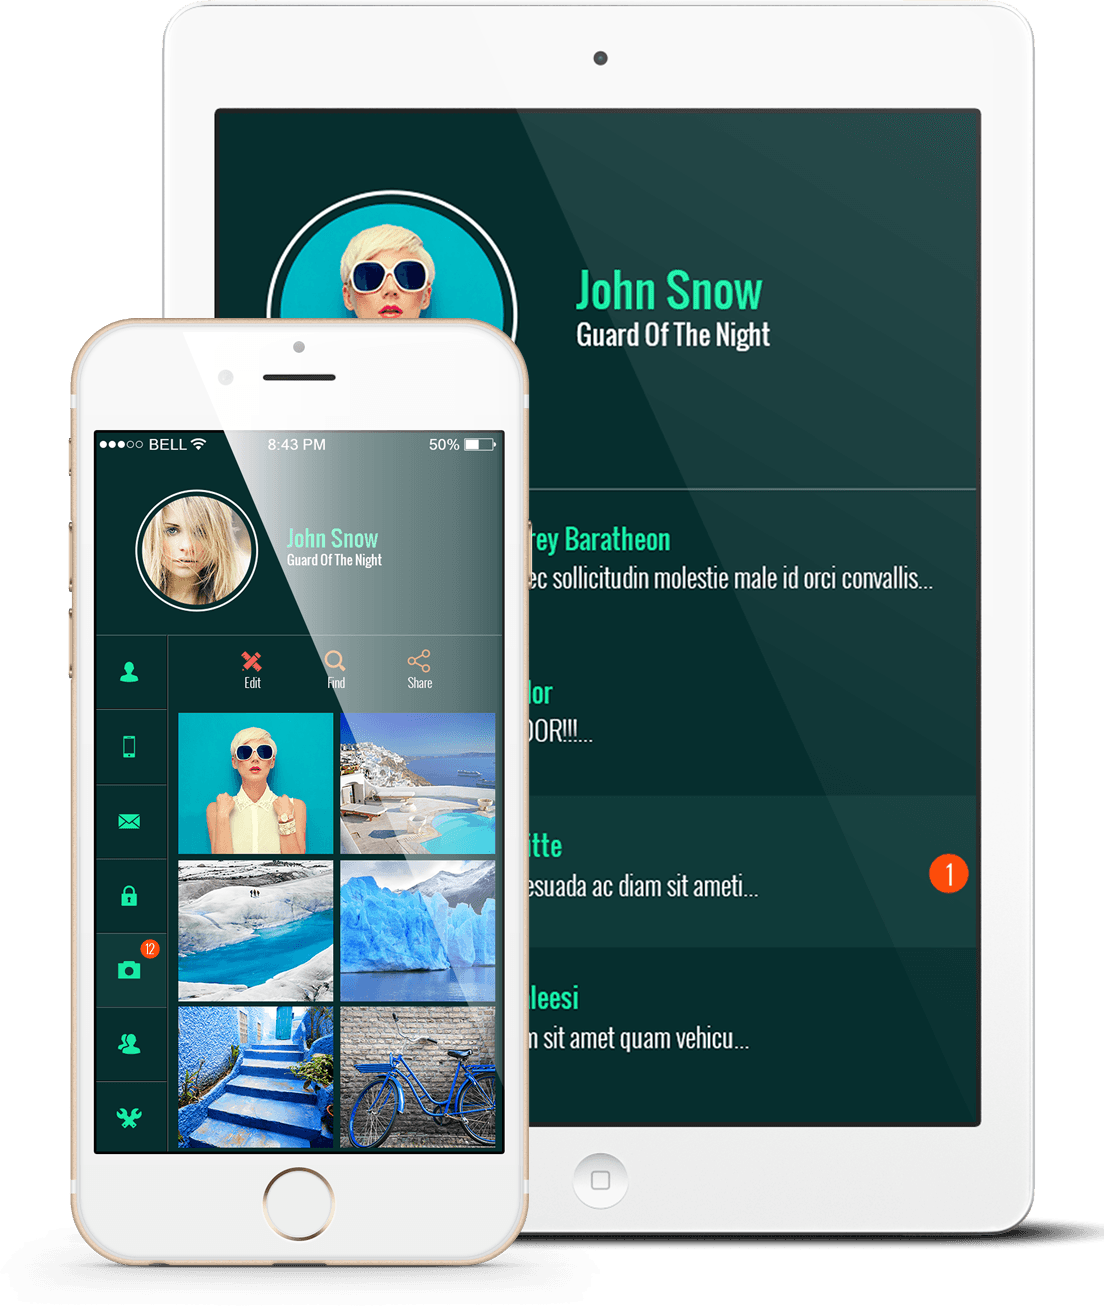 John Snow
Guard Of The Night
rey Baratheon
ec sollicitudin molestie male id orci convallis...
lor
OOR!!!...
itte
esuada ac diam sit ameti...
1
leesi
n sit amet quam vehicu...
BELL 8:43 PM 50%
John Snow
Guard Of The Night
Edit Find Share
12